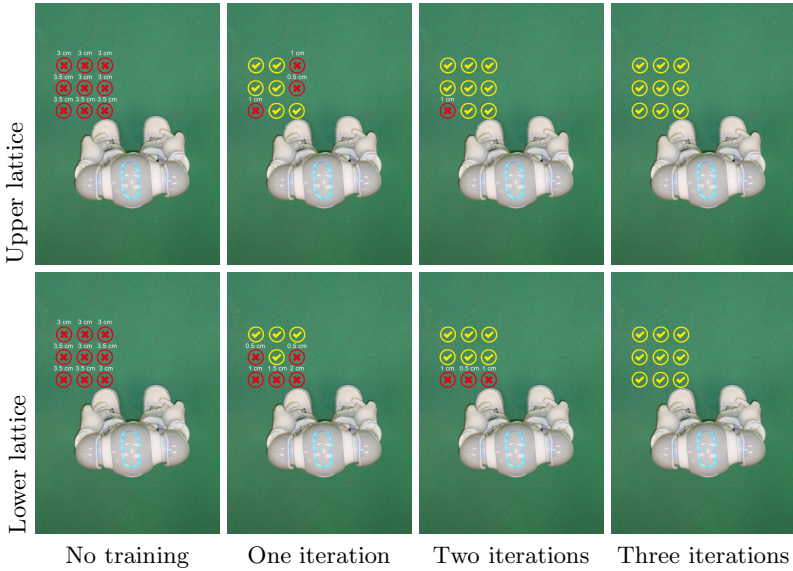 3 cm 3 cm 3 cm
3.5 cm 3 cm 3 cm
3.5 cm 3.5 cm 3.5 cm
1 cm
0.5 cm
1 cm
1 cm
Upper lattice
3 cm 3 cm 3 cm
3.5 cm 3 cm 3.5 cm
3.5 cm 3.5 cm 3 cm
0.5 cm 0.5 cm
1 cm 1.5 cm 2 cm
1 cm 0.5 cm 1 cm
Lower lattice
No training
One iteration
Two iterations
Three iterations